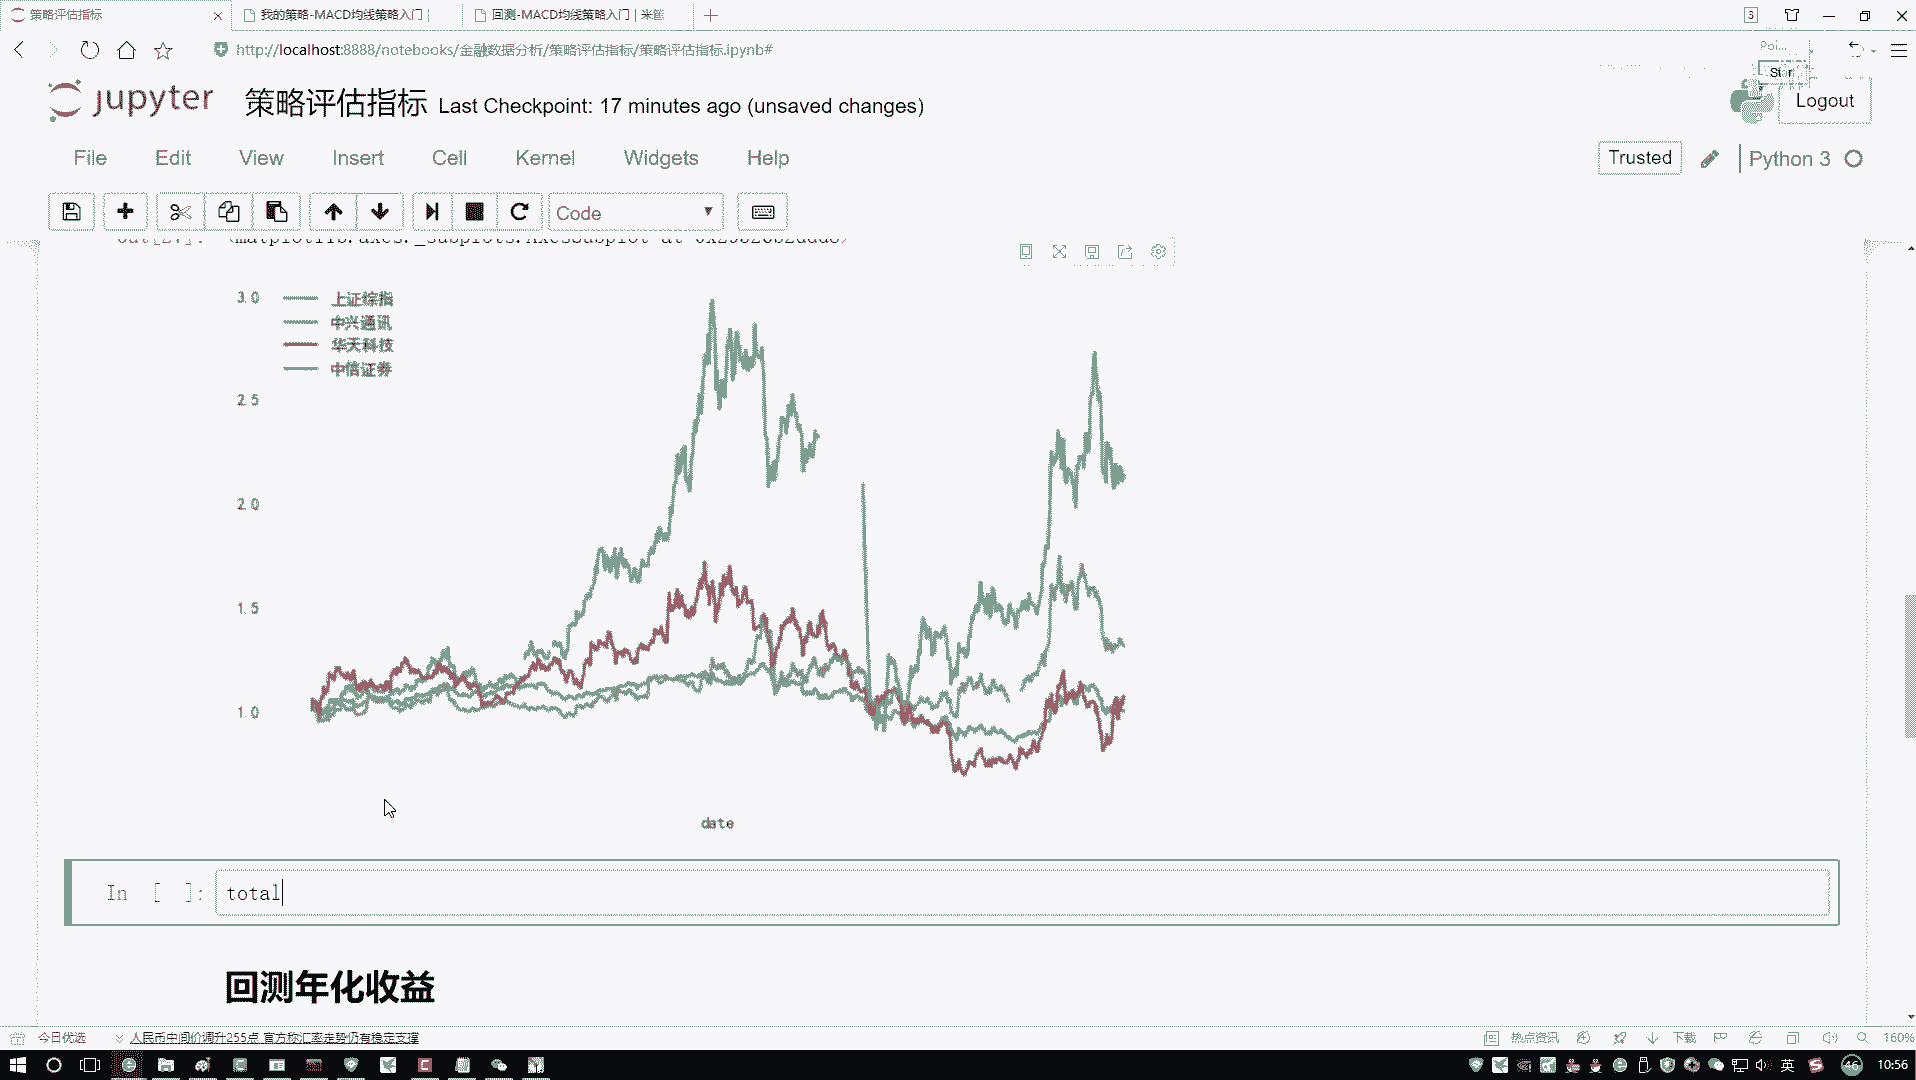 策略评估指标
我的策略-MACD均线策略入门 |
回测-MACD均线策略入门 | 米筐
3
http://localhost:8888/notebooks/金融数据分析/策略评估指标/策略评估指标.ipynb#
Poi...
Star
jupyter 策略评估指标 Last Checkpoint: 17 minutes ago (unsaved changes)
Logout
File Edit View Insert Cell Kernel Widgets Help
Trusted
Python 3
Code
3.0
2.5
2.0
1.5
1.0
上证综指
中兴通讯
华天科技
中信证券
date
In [ ]: total
回测年化收益
今日优选
人民币中间价调升255点 官方称汇率走势仍有稳定支撑
热点资讯
下载
160%
英
46
10:56